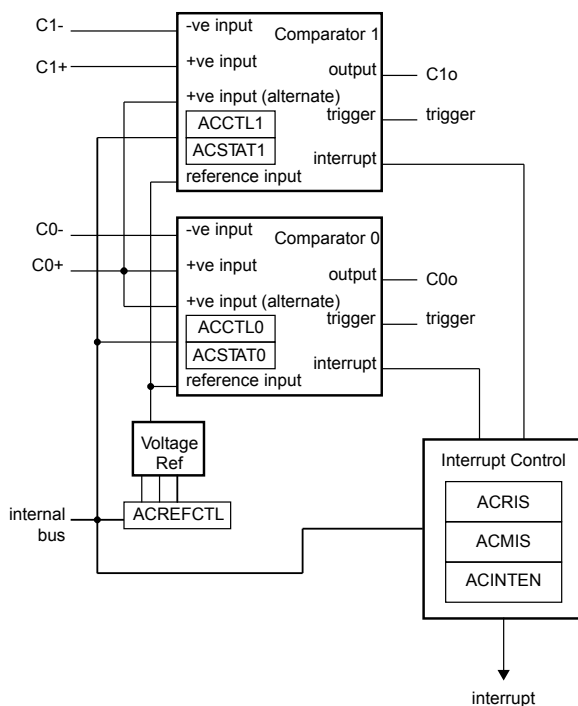 C1-
-ve input
Comparator 1
C1+
+ve input
output
C1o
+ve input (alternate)
trigger
trigger
ACCTL1
ACSTAT1
interrupt
reference input
C0-
-ve input
Comparator 0
C0+
+ve input
output
C0o
+ve input (alternate)
trigger
trigger
ACCTL0
ACSTAT0
interrupt
reference input
Voltage
Ref
Interrupt Control
internal
bus
ACREFCTL
ACRIS
ACMIS
ACINTEN
interrupt